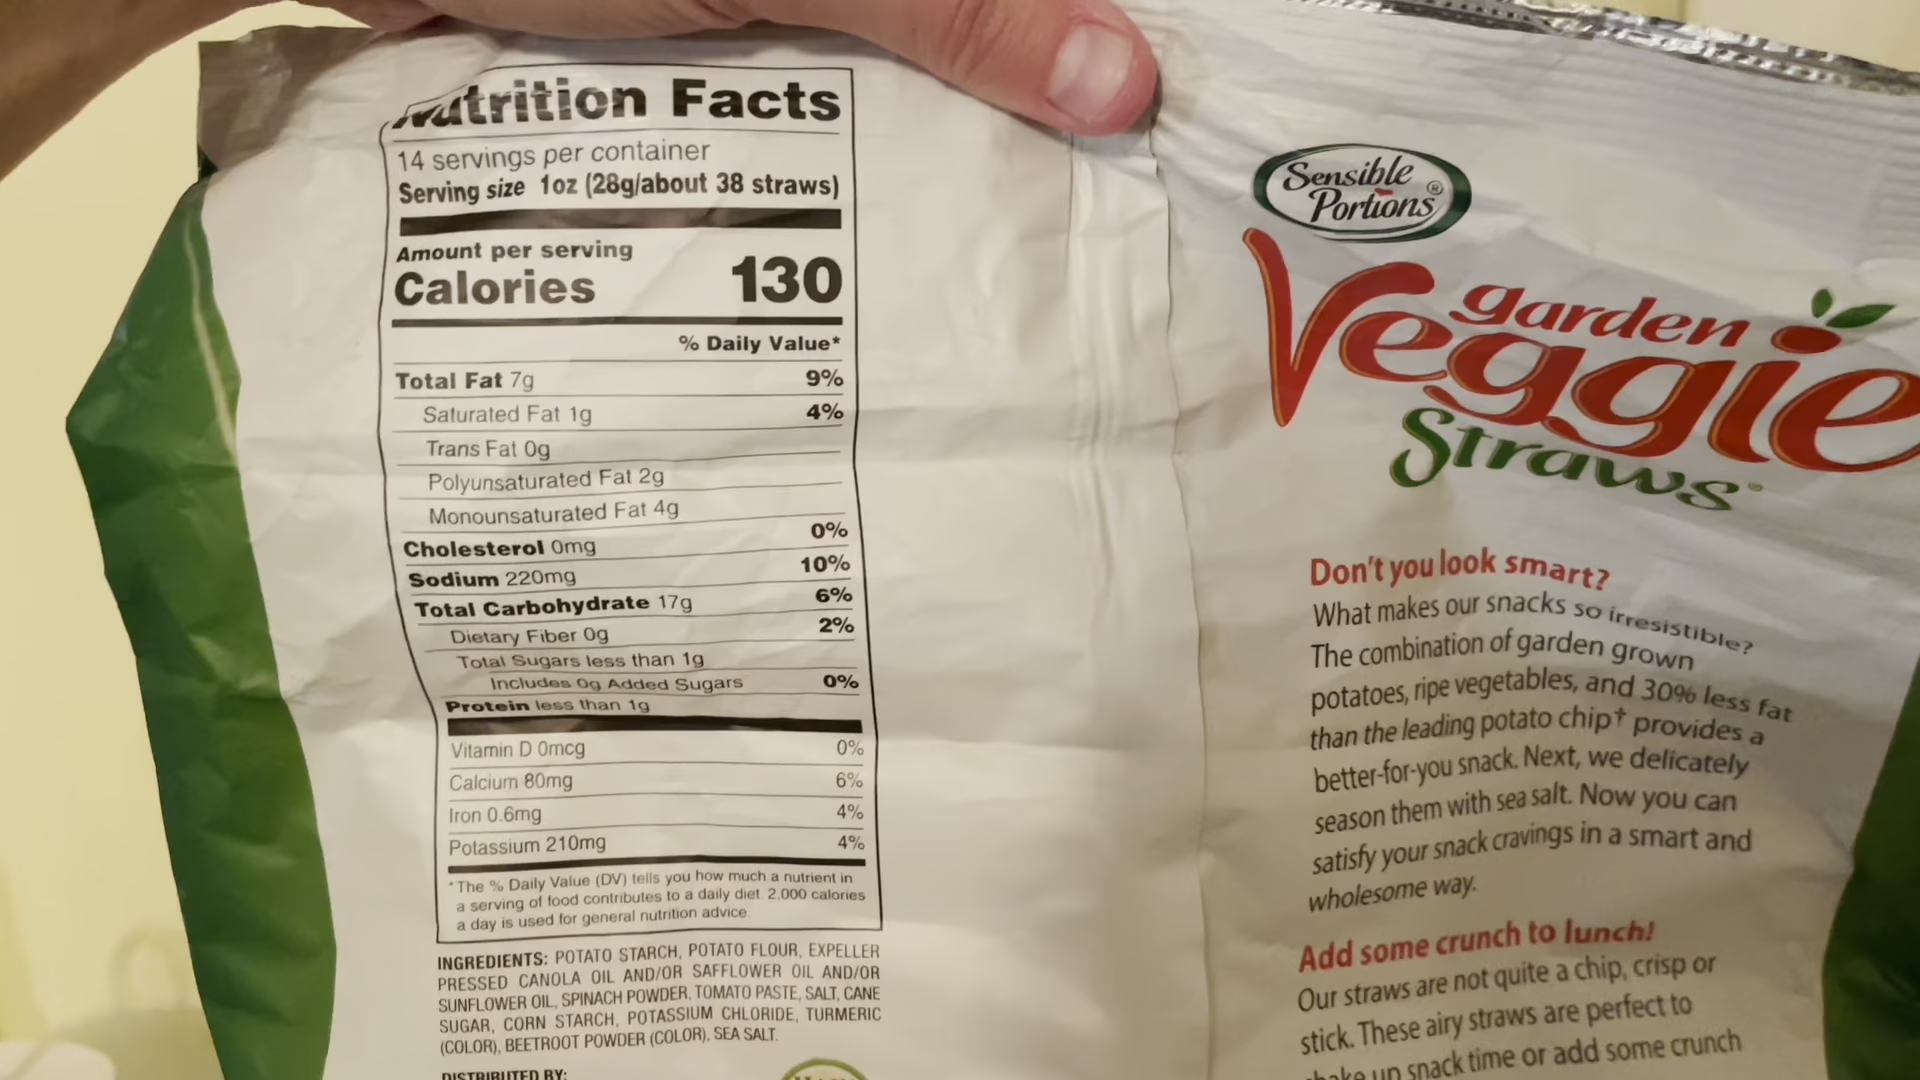 Nutrition Facts
14 servings per container
Serving size 1oz (28g/about 38 straws)
Amount per serving
Calories 130
% Daily Value*
Total Fat 7g 9%
Saturated Fat 1g 4%
Trans Fat 0g
Polyunsaturated Fat 2g
Monounsaturated Fat 4g
Cholesterol 0mg 0%
Sodium 220mg 10%
Total Carbohydrate 17g 6%
Dietary Fiber 0g 2%
Total Sugars less than 1g
Includes 0g Added Sugars 0%
Protein less than 1g
Vitamin D 0mcg 0%
Calcium 80mg 6%
Iron 0.6mg 4%
Potassium 210mg 4%
*The % Daily Value (DV) tells you how much a nutrient in
a serving of food contributes to a daily diet. 2,000 calories
a day is used for general nutrition advice.
INGREDIENTS: POTATO STARCH, POTATO FLOUR, EXPELLER
PRESSED CANOLA OIL AND/OR SAFFLOWER OIL AND/OR
SUNFLOWER OIL, SPINACH POWDER, TOMATO PASTE, SALT, CANE
SUGAR, CORN STARCH, POTASSIUM CHLORIDE, TURMERIC
(COLOR), BEETROOT POWDER (COLOR), SEA SALT.
DISTRIBUTED BY:
Sensible
Portions®
garden
Veggie
Straws®
Don't you look smart?
What makes our snacks so irresistible?
The combination of garden grown
potatoes, ripe vegetables, and 30% less fat
than the leading potato chip† provides a
better-for-you snack. Next, we delicately
season them with sea salt. Now you can
satisfy your snack cravings in a smart and
wholesome way.
Add some crunch to lunch!
Our straws are not quite a chip, crisp or
stick. These airy straws are perfect to
shake up snack time or add some crunch